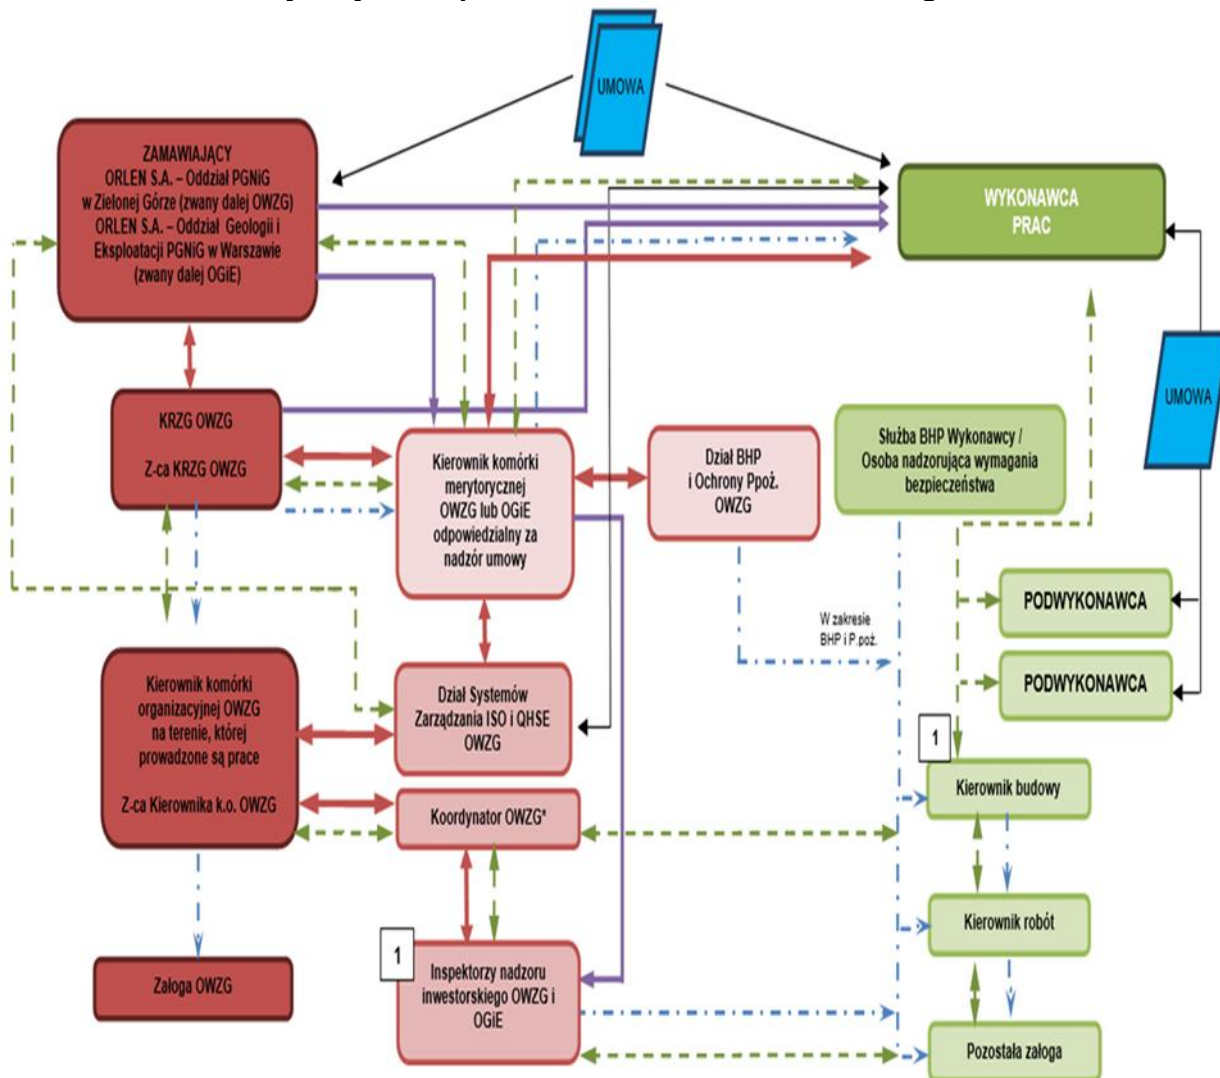 UMOWA
ZAMAWIAJĄCY
ORLEN S.A. – Oddział PGNiG
w Zielonej Górze (zwany dalej OWZG)
ORLEN S.A. – Oddział Geologii i
Eksploatacji PGNiG w Warszawie
(zwany dalej OGiE)
WYKONAWCA
PRAC
UMOWA
KRZG OWZG
Z-ca KRZG OWZG
Kierownik komórki
merytorycznej
OWZG lub OGiE
odpowiedzialny za
nadzór umowy
Dział BHP
i Ochrony Ppoż.
OWZG
Służba BHP Wykonawcy /
Osoba nadzorująca wymagania
bezpieczeństwa
W zakresie
BHP i P.poż.
PODWYKONAWCA
PODWYKONAWCA
Kierownik komórki
organizacyjnej OWZG
na terenie, której
prowadzone są prace
Z-ca Kierownika k.o. OWZG
Dział Systemów
Zarządzania ISO i QHSE
OWZG
1
Kierownik budowy
Koordynator OWZG*
Kierownik robót
1
Inspektorzy nadzoru
inwestorskiego OWZG i
OGiE
Załoga OWZG
Pozostała załoga